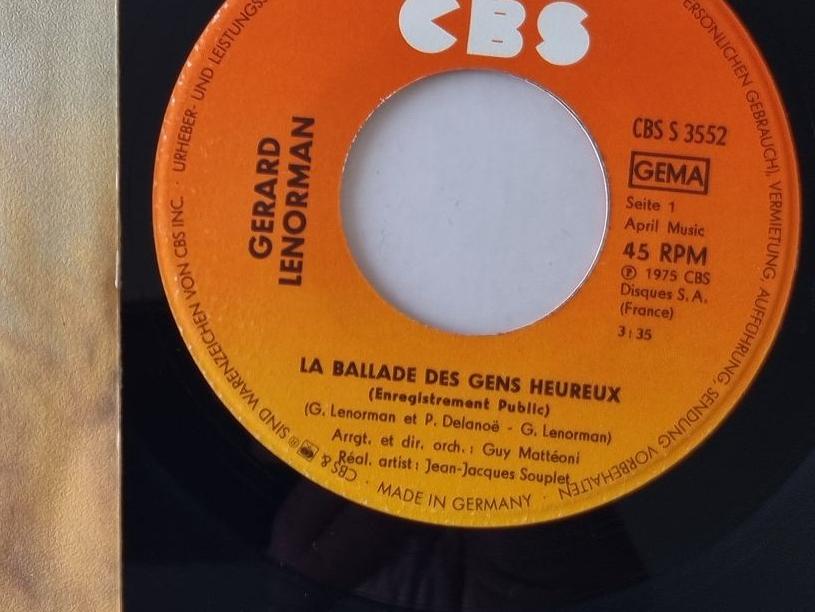 CBS
URHEBER- UND LEISTUNGS
ERSÖNLICHEN GEBRAUCH), VERMIETUNG, AUFFÜHRUNG, SENDUNG VORBEHALTEN
GERARD
LENORMAN
CBS S 3552
GEMA
Seite 1
April Music
45 RPM
℗ 1975 CBS
Disques S.A.
(France)
3:35
LA BALLADE DES GENS HEUREUX
(Enregistrement Public)
(G. Lenorman et P. Delanoë - G. Lenorman)
Arrgt. et dir. orch.: Guy Mattéoni
Réal. artist: Jean-Jacques Souplet
CBS & ® SIND WARENZEICHEN VON CBS INC. ·
· MADE IN GERMANY ·